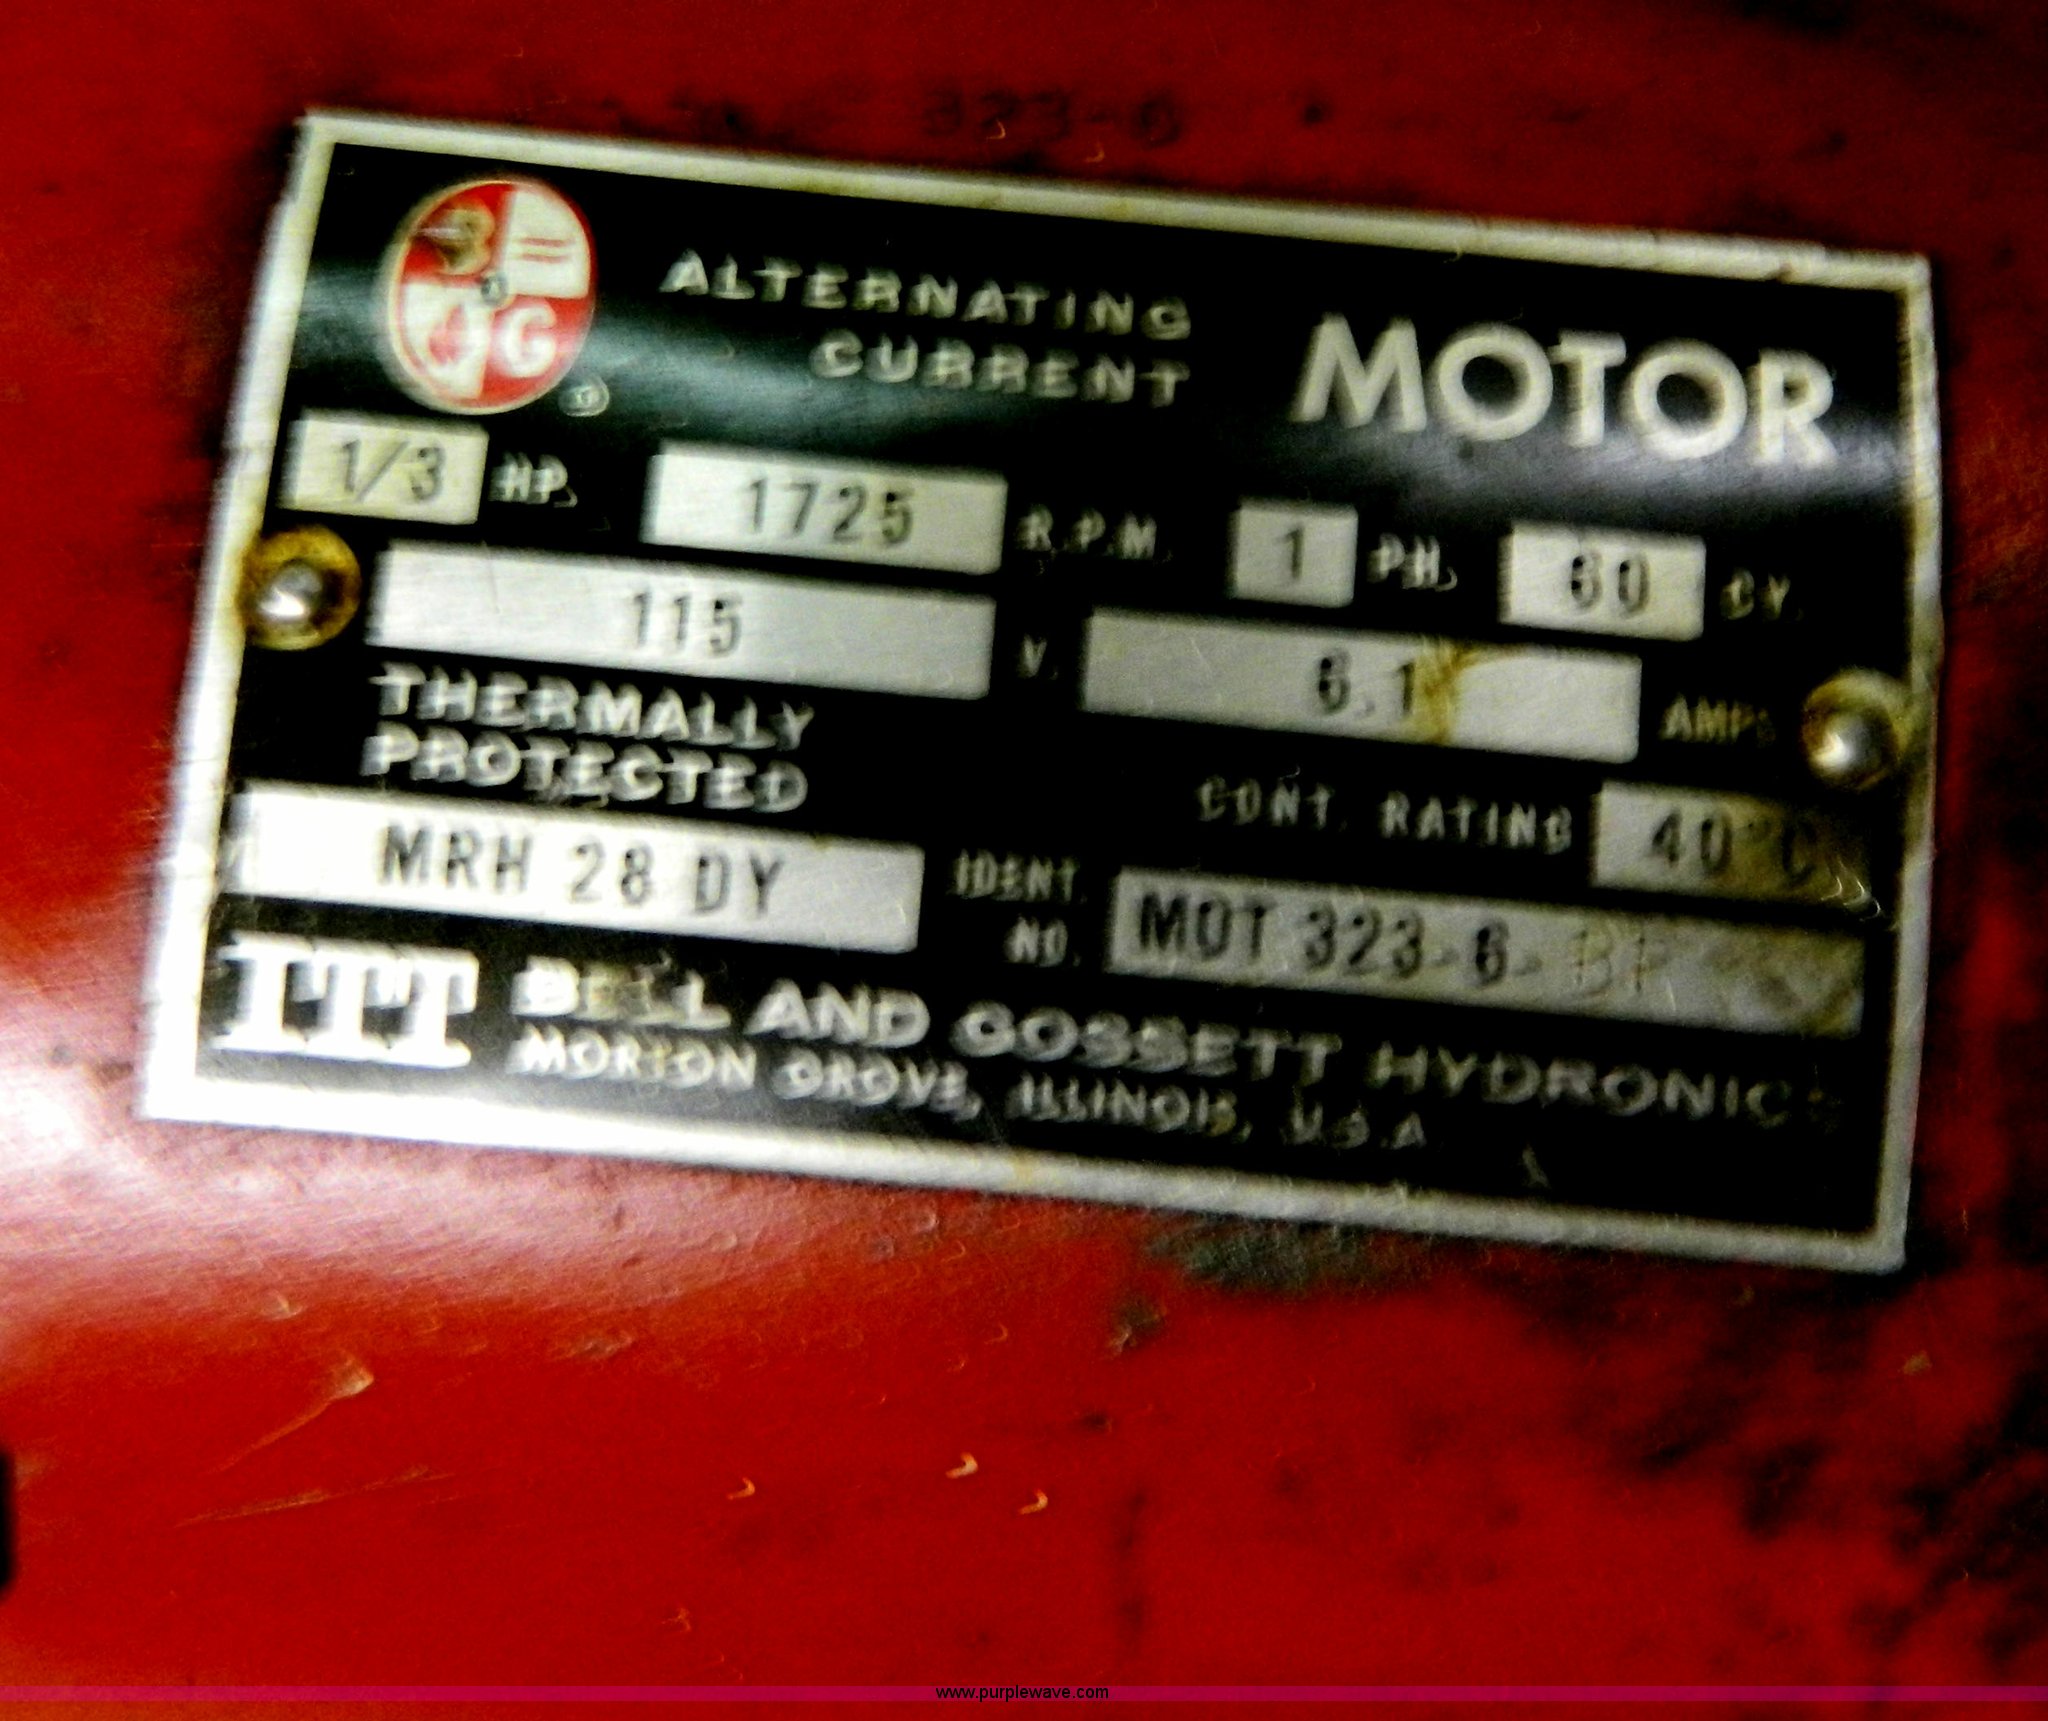 323-6
B
G
ALTERNATING
CURRENT
MOTOR
1/3 HP. 1725 R.P.M. 1 PH. 60 CY.
115 V. 6.1 AMPS
THERMALLY
PROTECTED
CONT. RATING 40°C
MRH 28 DY
IDENT.
NO. MOT 323-6-
ITT BELL AND GOSSETT HYDRONICS
MORTON GROVE, ILLINOIS, U.S.A
www.purplewave.com